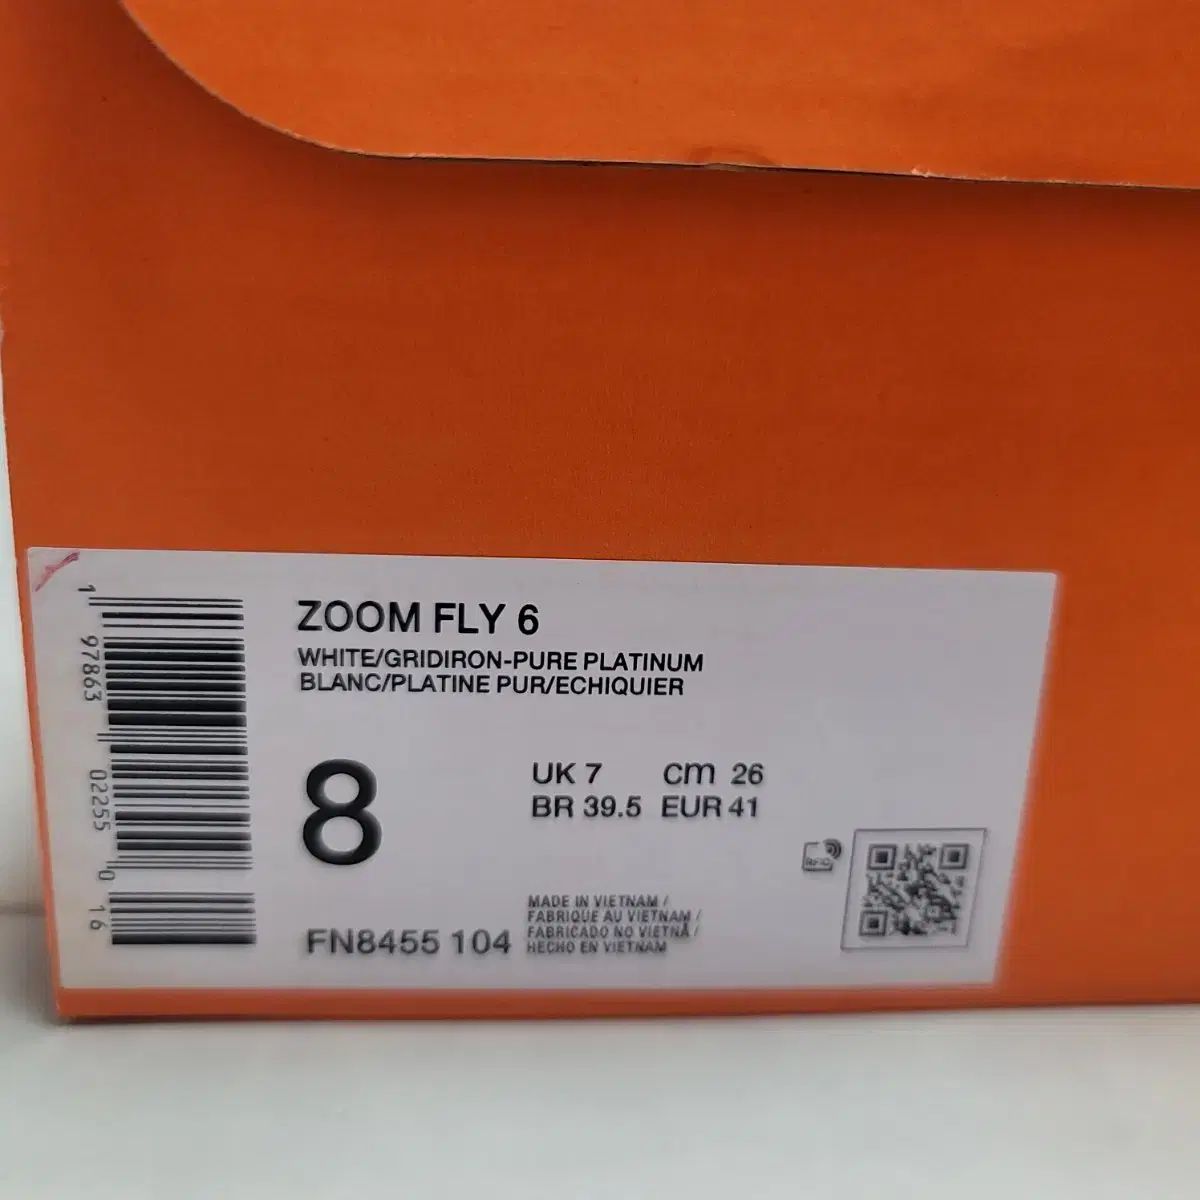 ZOOM FLY 6
WHITE/GRIDIRON-PURE PLATINUM
BLANC/PLATINE PUR/ECHIQUIER
8
UK 7 cm 26
BR 39.5 EUR 41
FN8455 104
MADE IN VIETNAM /
FABRIQUE AU VIETNAM /
FABRICADO NO VIETNÃ /
HECHO EN VIETNAM
RFID
1 97863 02255 0 16